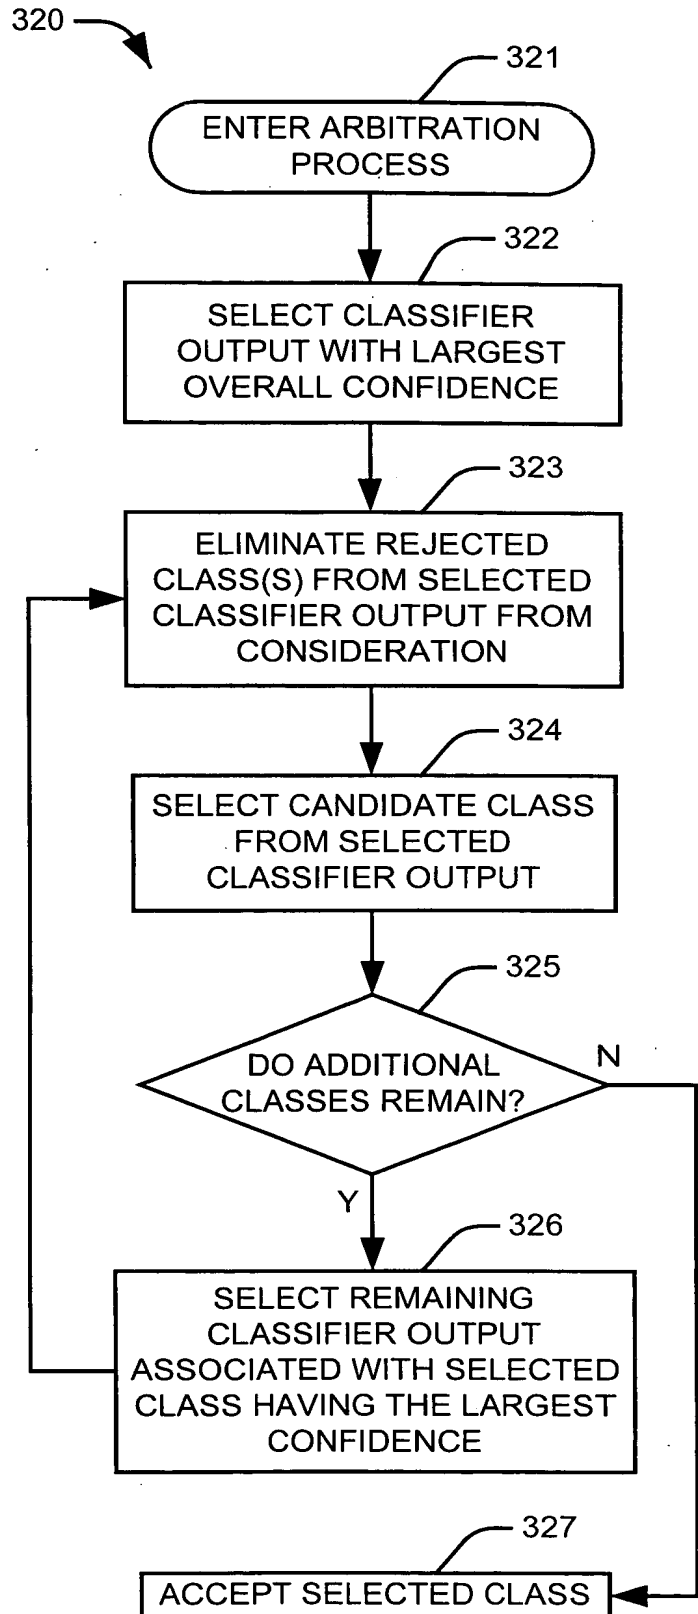 320
321
ENTER ARBITRATION
PROCESS
322
SELECT CLASSIFIER
OUTPUT WITH LARGEST
OVERALL CONFIDENCE
323
ELIMINATE REJECTED
CLASS(S) FROM SELECTED
CLASSIFIER OUTPUT FROM
CONSIDERATION
324
SELECT CANDIDATE CLASS
FROM SELECTED
CLASSIFIER OUTPUT
325
DO ADDITIONAL
CLASSES REMAIN?
N
Y
326
SELECT REMAINING
CLASSIFIER OUTPUT
ASSOCIATED WITH SELECTED
CLASS HAVING THE LARGEST
CONFIDENCE
327
ACCEPT SELECTED CLASS